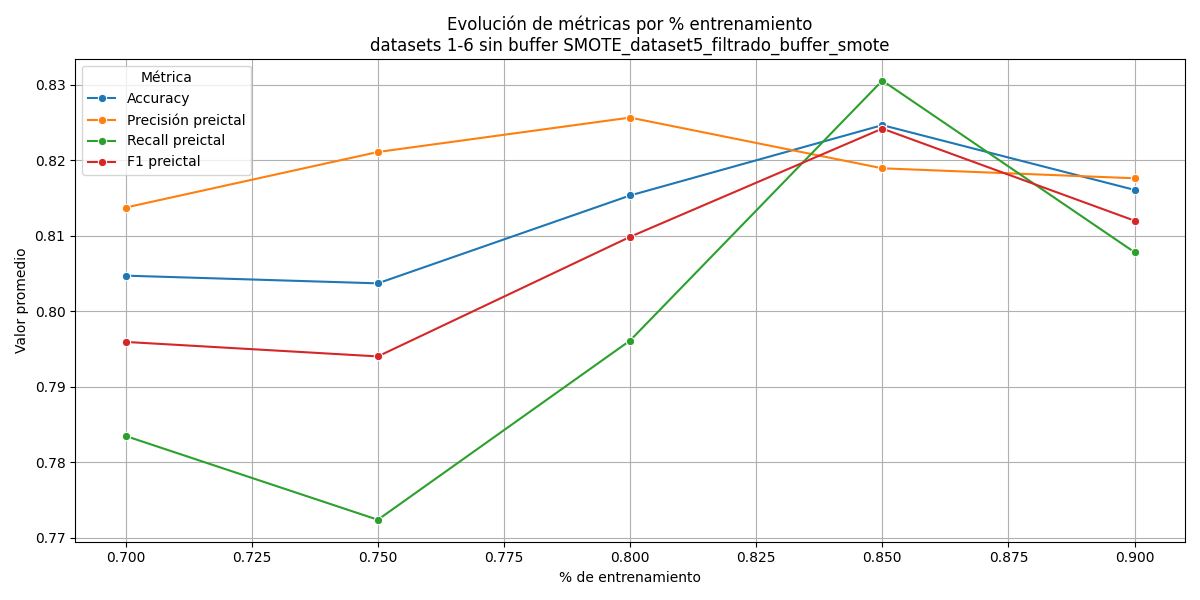 Evolución de métricas por % entrenamiento
datasets 1-6 sin buffer SMOTE_dataset5_filtrado_buffer_smote
Métrica
Accuracy
Precisión preictal
Recall preictal
F1 preictal
Valor promedio
0.83
0.82
0.81
0.80
0.79
0.78
0.77
0.700
0.725
0.750
0.775
0.800
0.825
0.850
0.875
0.900
% de entrenamiento